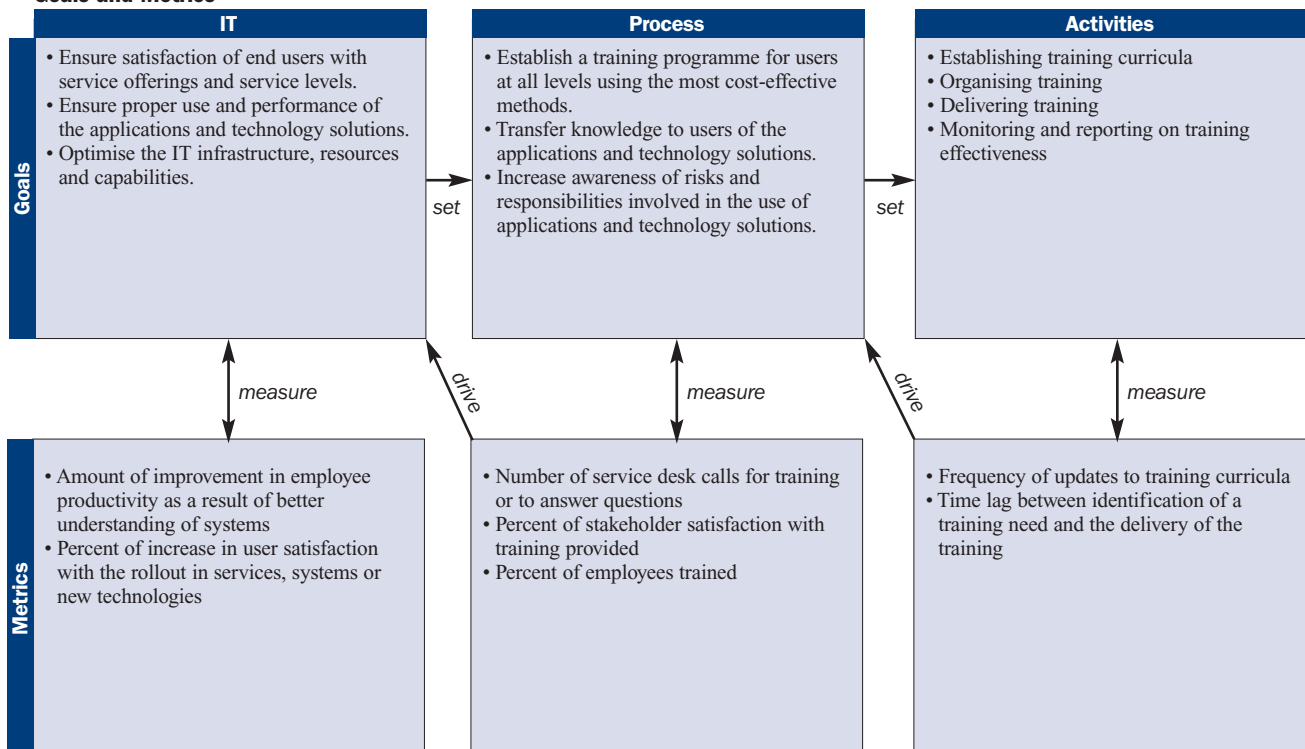 Goals and Metrics
IT
Process
Activities
Goals
• Ensure satisfaction of end users with
service offerings and service levels.
• Ensure proper use and performance of
the applications and technology solutions.
• Optimise the IT infrastructure, resources
and capabilities.
set
• Establish a training programme for users
at all levels using the most cost-effective
methods.
• Transfer knowledge to users of the
applications and technology solutions.
• Increase awareness of risks and
responsibilities involved in the use of
applications and technology solutions.
set
• Establishing training curricula
• Organising training
• Delivering training
• Monitoring and reporting on training
effectiveness
measure
drive
measure
drive
measure
Metrics
• Amount of improvement in employee
productivity as a result of better
understanding of systems
• Percent of increase in user satisfaction
with the rollout in services, systems or
new technologies
• Number of service desk calls for training
or to answer questions
• Percent of stakeholder satisfaction with
training provided
• Percent of employees trained
• Frequency of updates to training curricula
• Time lag between identification of a
training need and the delivery of the
training